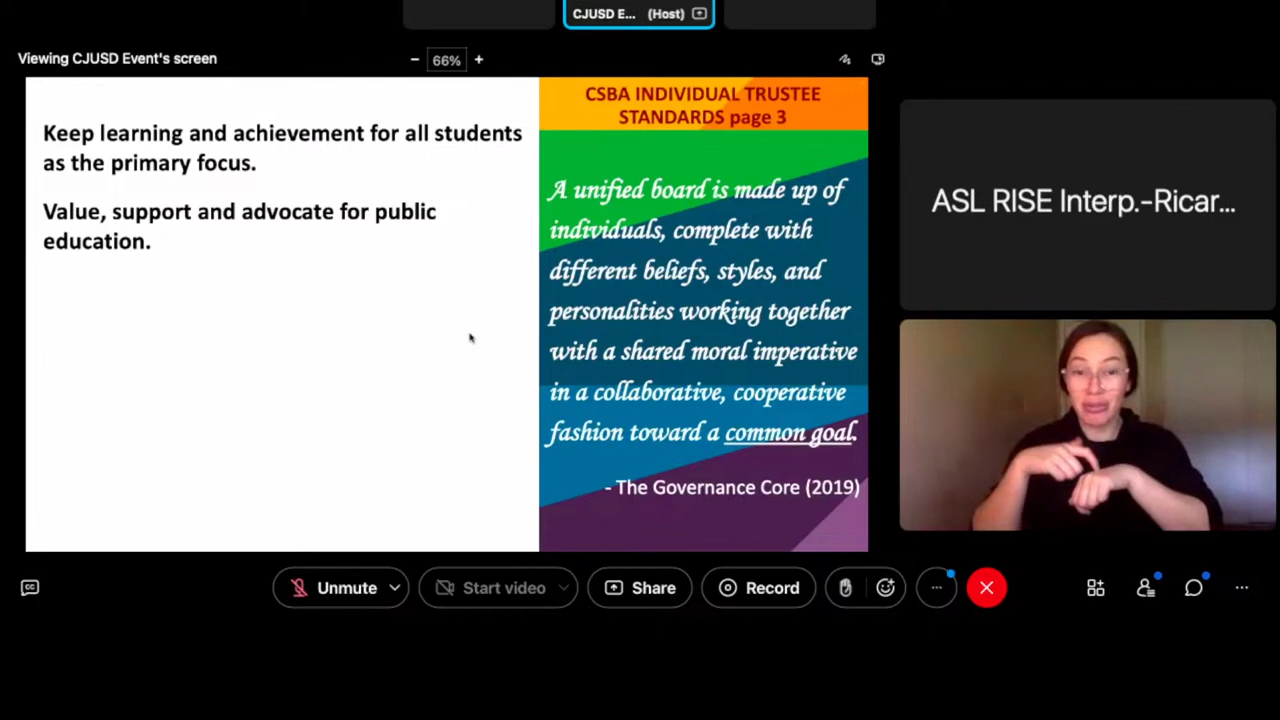 CJUSD E... (Host)
Viewing CJUSD Event's screen
− 66% +
Keep learning and achievement for all students
as the primary focus.
Value, support and advocate for public
education.
CSBA INDIVIDUAL TRUSTEE
STANDARDS page 3
A unified board is made up of
individuals, complete with
different beliefs, styles, and
personalities working together
with a shared moral imperative
in a collaborative, cooperative
fashion toward a common goal.
- The Governance Core (2019)
ASL RISE Interp.-Ricar...
CC
Unmute
Start video
Share
Record